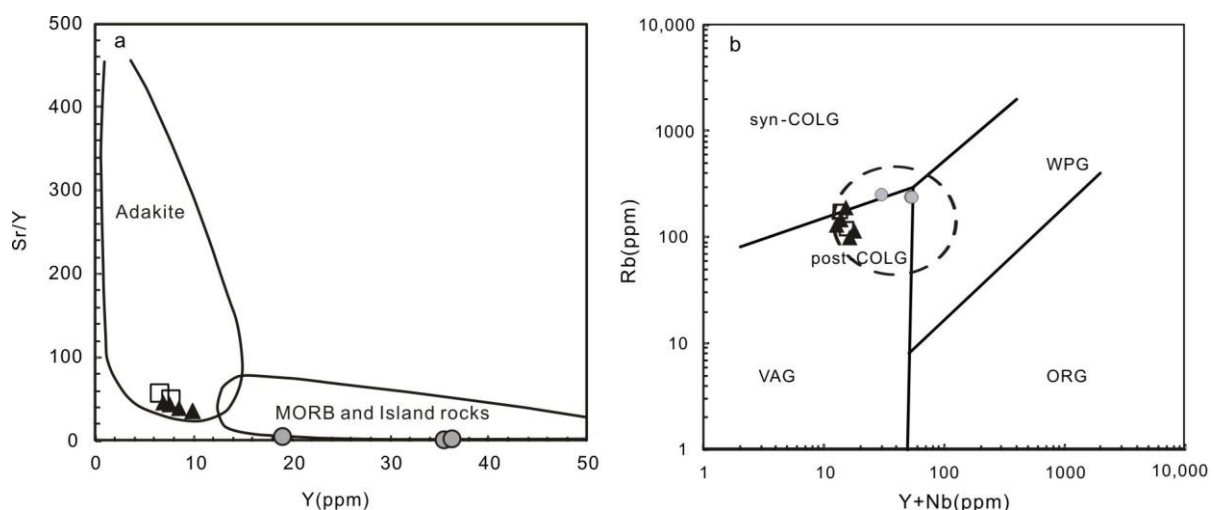 a
500
400
300
200
100
0
Sr/Y
Adakite
MORB and Island rocks
0
10
20
30
40
50
Y(ppm)
b
10,000
1000
100
10
1
Rb(ppm)
syn-COLG
WPG
post COLG
VAG
ORG
1
10
100
1000
10,000
Y+Nb(ppm)